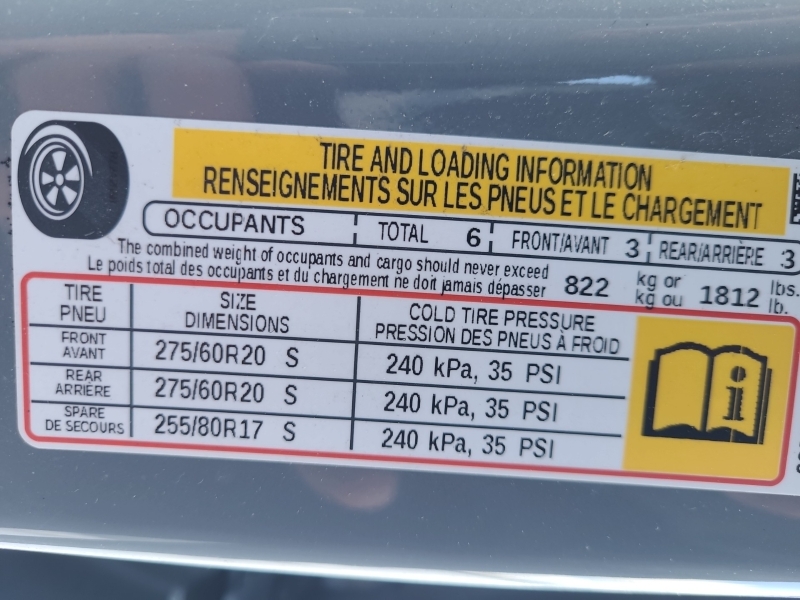 TIRE AND LOADING INFORMATION
RENSEIGNEMENTS SUR LES PNEUS ET LE CHARGEMENT
OCCUPANTS TOTAL 6 FRONT/AVANT 3 REAR/ARRIÈRE 3
The combined weight of occupants and cargo should never exceed
Le poids total des occupants et du chargement ne doit jamais dépasser
822 kg or 1812 lbs.
kg ou lb.
TIRE SIZE COLD TIRE PRESSURE
PNEU DIMENSIONS PRESSION DES PNEUS À FROID
FRONT
AVANT 275/60R20 S 240 kPa, 35 PSI
REAR
ARRIÈRE 275/60R20 S 240 kPa, 35 PSI
SPARE
DE SECOURS 255/80R17 S 240 kPa, 35 PSI